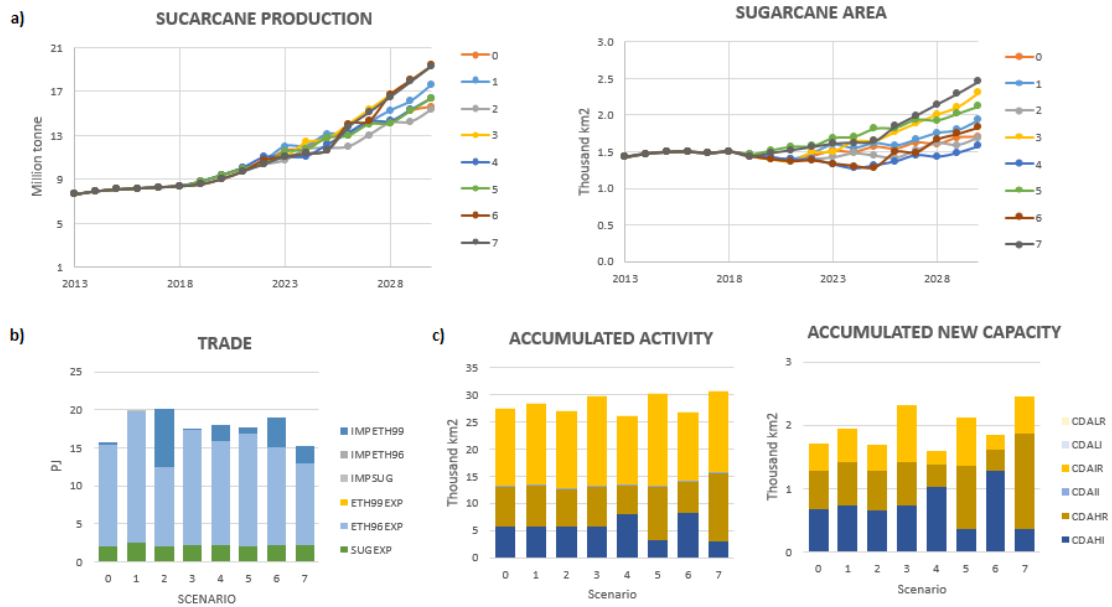 a)
SUCARCANE PRODUCTION
Million tonne
21
17
13
9
5
1
2013
2018
2023
2028
0
1
2
3
4
5
6
7
SUGARCANE AREA
Thousand km2
3.0
2.5
2.0
1.5
1.0
0.5
0.0
2013
2018
2023
2028
0
1
2
3
4
5
6
7
b)
TRADE
PJ
25
20
15
10
5
0
0 1 2 3 4 5 6 7
SCENARIO
IMPETH99
IMPETH96
IMPSUG
ETH99EXP
ETH96EXP
SUGEXP
c)
ACCUMULATED ACTIVITY
Thousand km2
35
30
25
20
15
10
5
0
0 1 2 3 4 5 6 7
Scenario
ACCUMULATED NEW CAPACITY
Thousand km2
3
2
1
0
0 1 2 3 4 5 6 7
Scenario
CDALR
CDALI
CDAIR
CDAII
CDAHR
CDAHI